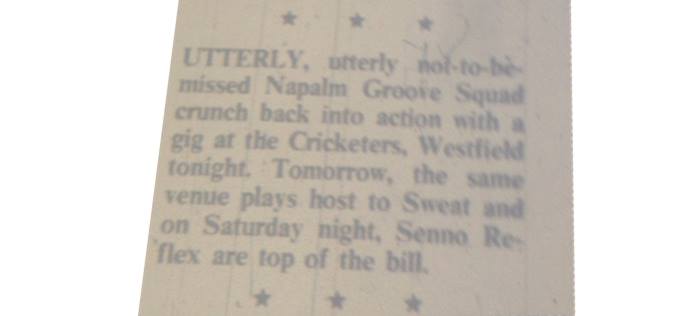 UTTERLY, utterly not-to-be-
missed Napalm Groove Squad
crunch back into action with a
gig at the Cricketers, Westfield
tonight. Tomorrow, the same
venue plays host to Sweat and
on Saturday night, Senno Re-
flex are top of the bill.